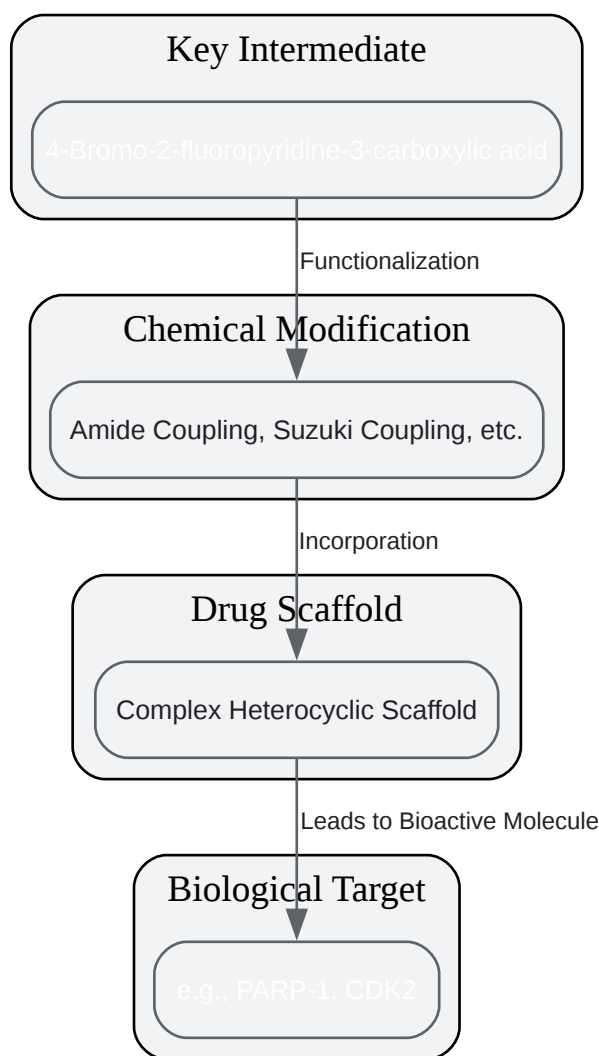 Key Intermediate
4-Bromo-2-fluoropyridine-3-carboxylic acid
Functionalization
Chemical Modification
Amide Coupling, Suzuki Coupling, etc.
Incorporation
Drug Scaffold
Complex Heterocyclic Scaffold
Leads to Bioactive Molecule
Biological Target
e.g., PARP-1, CDK2